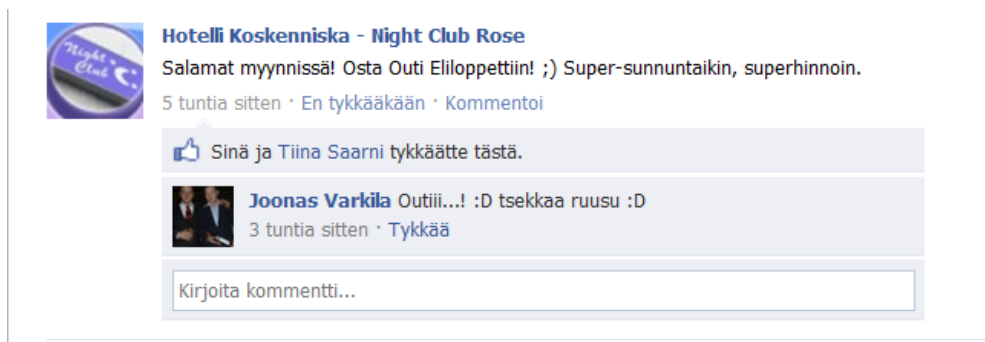 Night
Club
Hotelli Koskenniska - Night Club Rose
Salamat myynnissä! Osta Outi Eliloppettiin! ;) Super-sunnuntaikin, superhinnoin.
5 tuntia sitten · En tykkääkään · Kommentoi
Sinä ja Tiina Saarni tykkäätte tästä.
Joonas Varkila Outiii...! :D tsekkaa ruusu :D
3 tuntia sitten · Tykkää
Kirjoita kommentti...